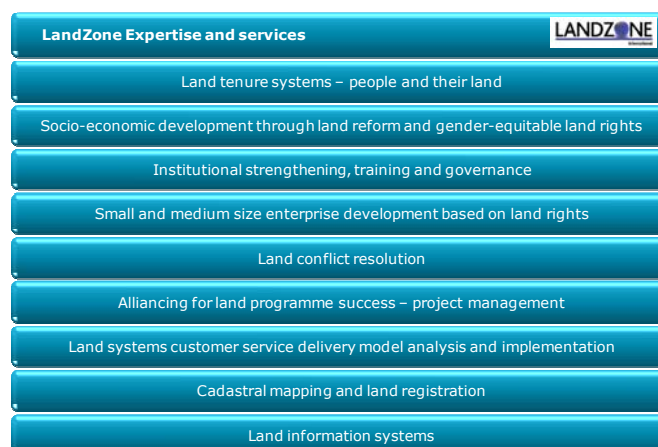 LandZone Expertise and services
LANDZONE
International
Land tenure systems – people and their land
Socio-economic development through land reform and gender-equitable land rights
Institutional strengthening, training and governance
Small and medium size enterprise development based on land rights
Land conflict resolution
Alliancing for land programme success – project management
Land systems customer service delivery model analysis and implementation
Cadastral mapping and land registration
Land information systems